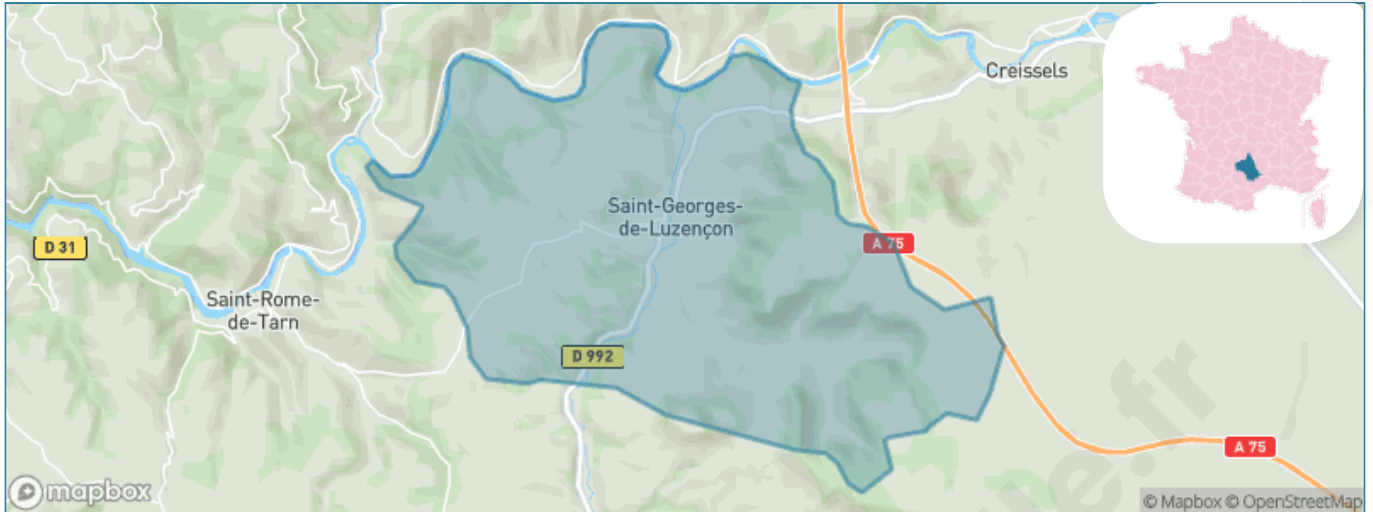 Creissels
Saint-Georges-
de-Luzençon
D 31
A 75
Saint-Rome-
de-Tarn
D 992
A 75
mapbox
© Mapbox © OpenStreetMap